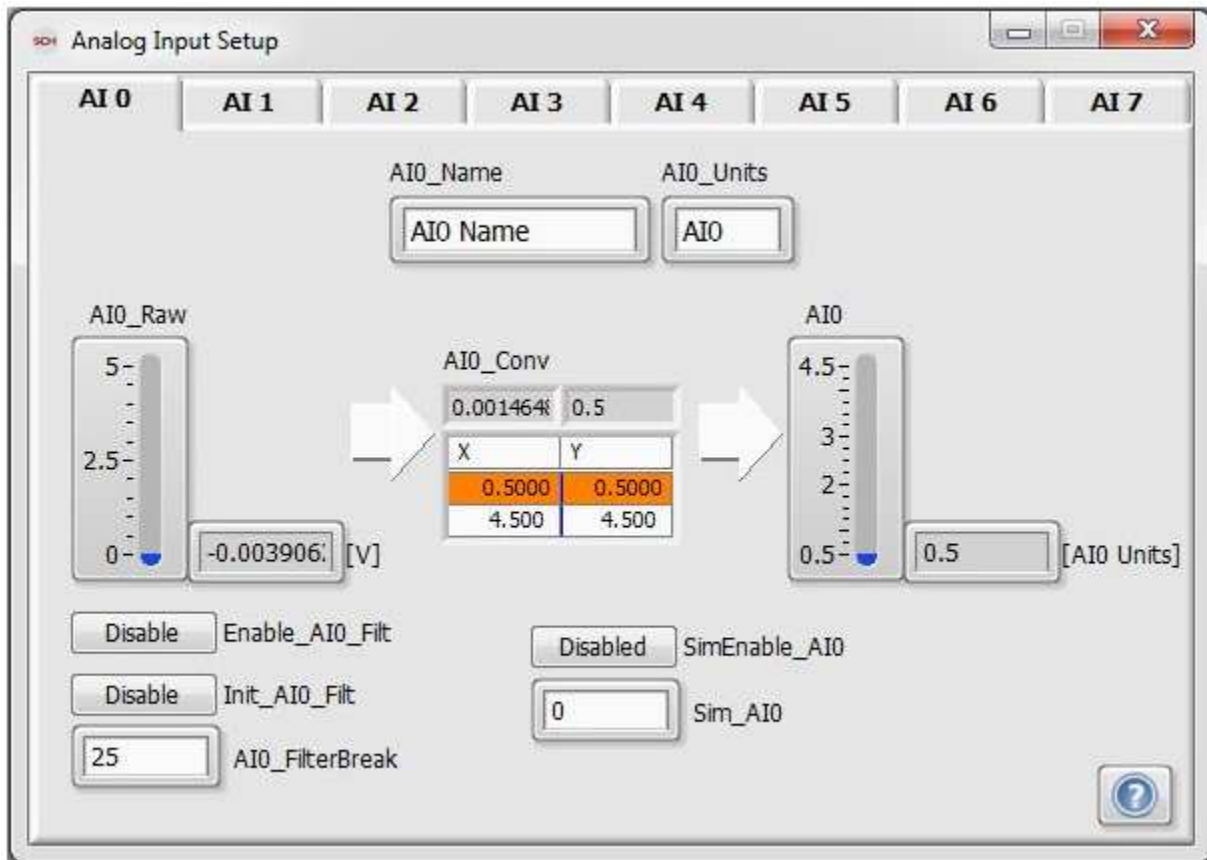 SCM Analog Input Setup
AI 0 AI 1 AI 2 AI 3 AI 4 AI 5 AI 6 AI 7
AI0_Name AI0_Units
AI0 Name AI0
AI0_Raw AI0_Conv AI0
5 2.5 0
-0.003906 [V]
0.0014648 0.5
X Y
0.5000 0.5000
4.500 4.500
4.5 3 2 0.5
0.5 [AI0 Units]
Disable Enable_AI0_Filt
Disable Init_AI0_Filt
25 AI0_FilterBreak
Disabled SimEnable_AI0
0 Sim_AI0
?